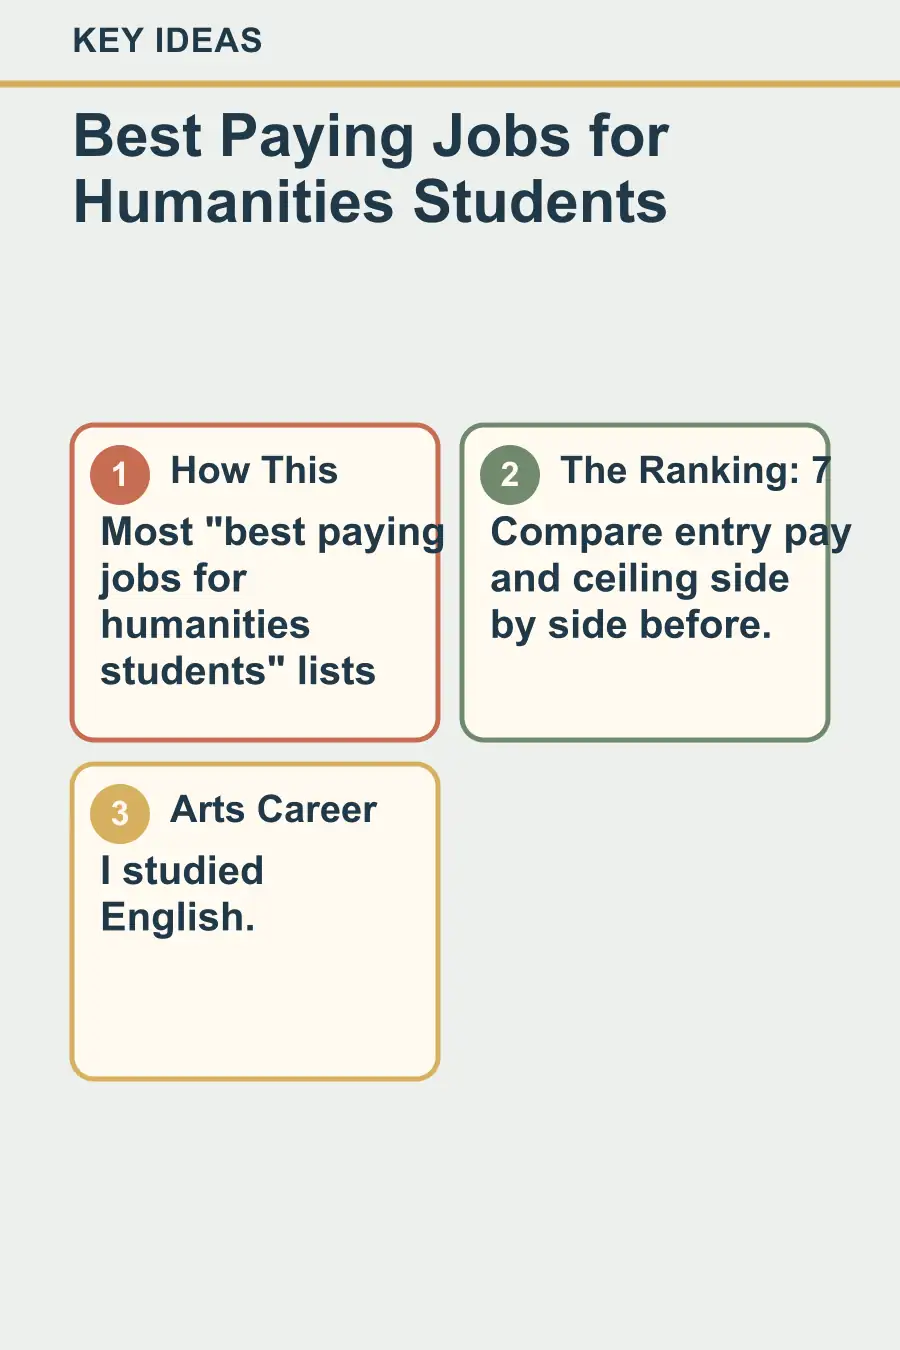 KEY IDEAS
Best Paying Jobs for
Humanities Students
1 How This
Most "best paying
jobs for
humanities
students" lists
2 The Ranking: 7
Compare entry pay
and ceiling side
by side before.
3 Arts Career
I studied
English.